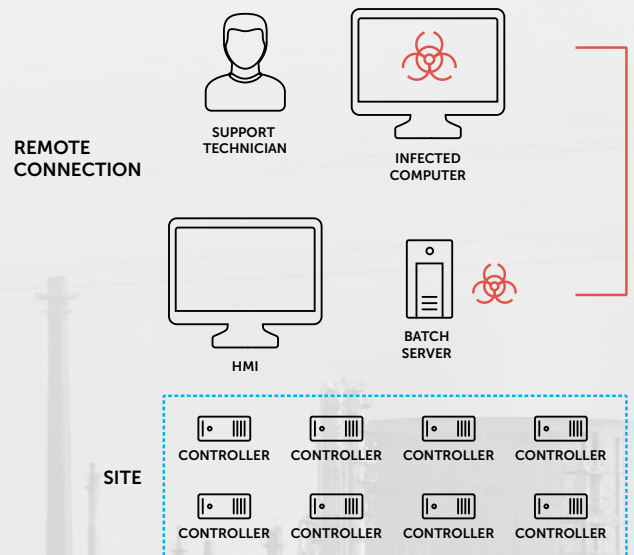 SUPPORT
TECHNICIAN
INFECTED
COMPUTER
REMOTE
CONNECTION
HMI
BATCH
SERVER
CONTROLLER CONTROLLER CONTROLLER CONTROLLER
SITE
CONTROLLER CONTROLLER CONTROLLER CONTROLLER